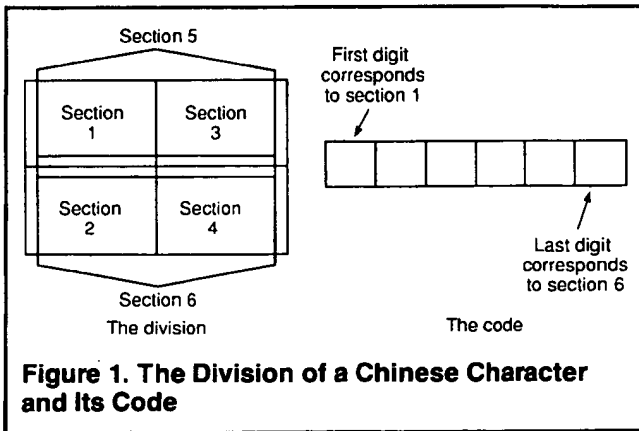 Section 5
Section
1
Section
3
Section
2
Section
4
Section 6
The division
First digit
corresponds
to section 1
Last digit
corresponds
to section 6
The code
Figure 1. The Division of a Chinese Character
and Its Code